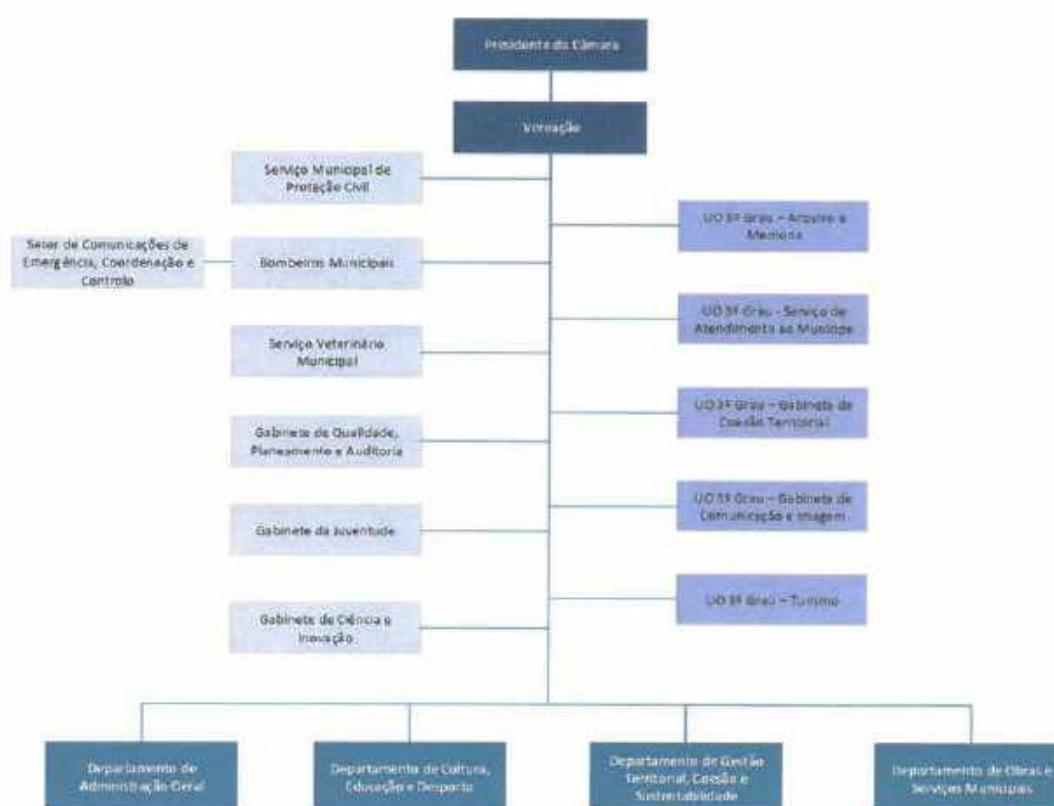 Presidente da Câmara
Vereação
Serviço Municipal de
Proteção Civil
UO 3º Grau – Arquivo e
Memória
Setor de Comunicações de
Emergência, Coordenação e
Controlo
Bombeiros Municipais
UO 3º Grau - Serviço de
Atendimento ao Munícipe
Serviço Veterinário
Municipal
UO 3º Grau – Gabinete de
Coesão Territorial
Gabinete de Qualidade,
Planeamento e Auditoria
UO 3º Grau – Gabinete de
Comunicação e Imagem
Gabinete da Juventude
UO 3º Grau – Turismo
Gabinete de Ciência e
Inovação
Departamento de
Administração Geral
Departamento de Cultura,
Educação e Desporto
Departamento de Gestão
Territorial, Coesão e
Sustentabilidade
Departamento de Obras e
Serviços Municipais